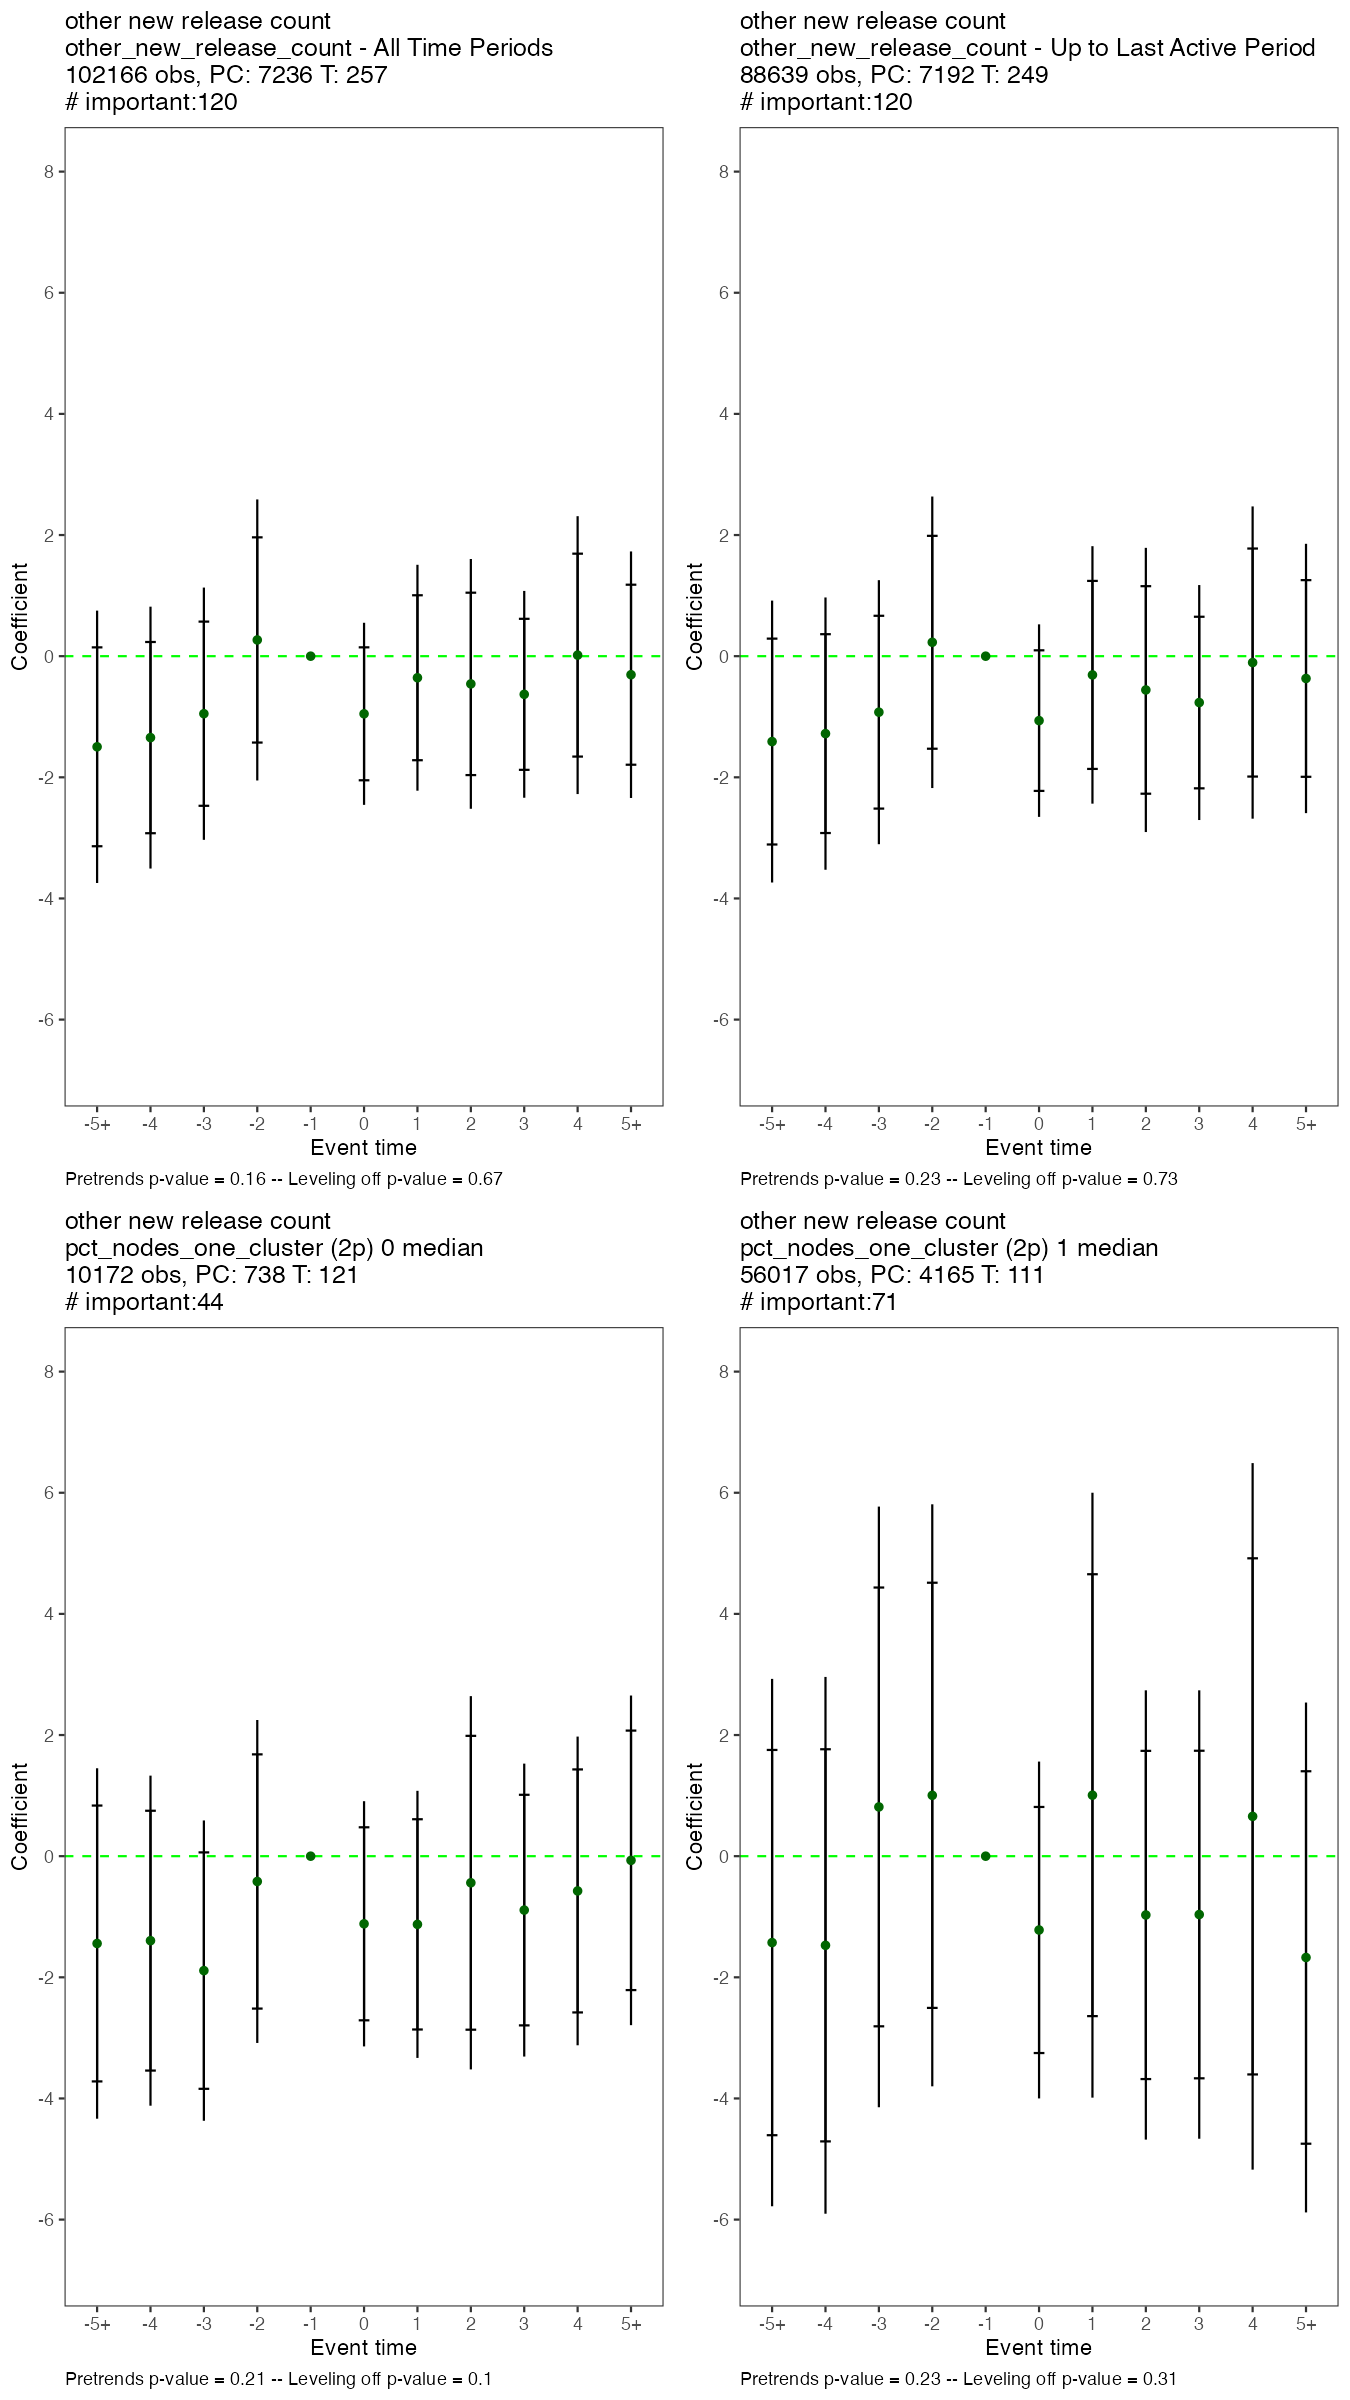 other new release count
other_new_release_count - All Time Periods
102166 obs, PC: 7236 T: 257
# important:120
8
6
4
2
0
-2
-4
-6
Coefficient
-5+ -4 -3 -2 -1 0 1 2 3 4 5+
Event time
Pretrends p-value = 0.16 -- Leveling off p-value = 0.67
other new release count
other_new_release_count - Up to Last Active Period
88639 obs, PC: 7192 T: 249
# important:120
8
6
4
2
0
-2
-4
-6
Coefficient
-5+ -4 -3 -2 -1 0 1 2 3 4 5+
Event time
Pretrends p-value = 0.23 -- Leveling off p-value = 0.73
other new release count
pct_nodes_one_cluster (2p) 0 median
10172 obs, PC: 738 T: 121
# important:44
8
6
4
2
0
-2
-4
-6
Coefficient
-5+ -4 -3 -2 -1 0 1 2 3 4 5+
Event time
Pretrends p-value = 0.21 -- Leveling off p-value = 0.1
other new release count
pct_nodes_one_cluster (2p) 1 median
56017 obs, PC: 4165 T: 111
# important:71
8
6
4
2
0
-2
-4
-6
Coefficient
-5+ -4 -3 -2 -1 0 1 2 3 4 5+
Event time
Pretrends p-value = 0.23 -- Leveling off p-value = 0.31